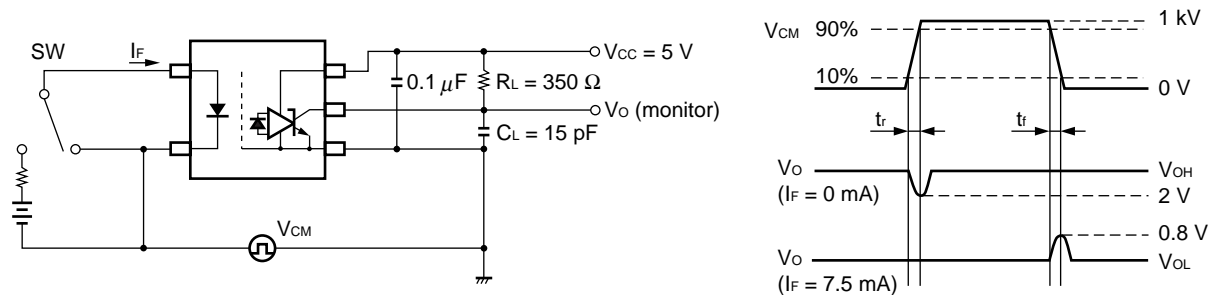 SW
IF
VCC = 5 V
0.1 μF
RL = 350 Ω
VO (monitor)
CL = 15 pF
VCM
VCM 90%
10%
1 kV
0 V
tr
tf
VO
(IF = 0 mA)
VOH
2 V
0.8 V
VO
(IF = 7.5 mA)
VOL